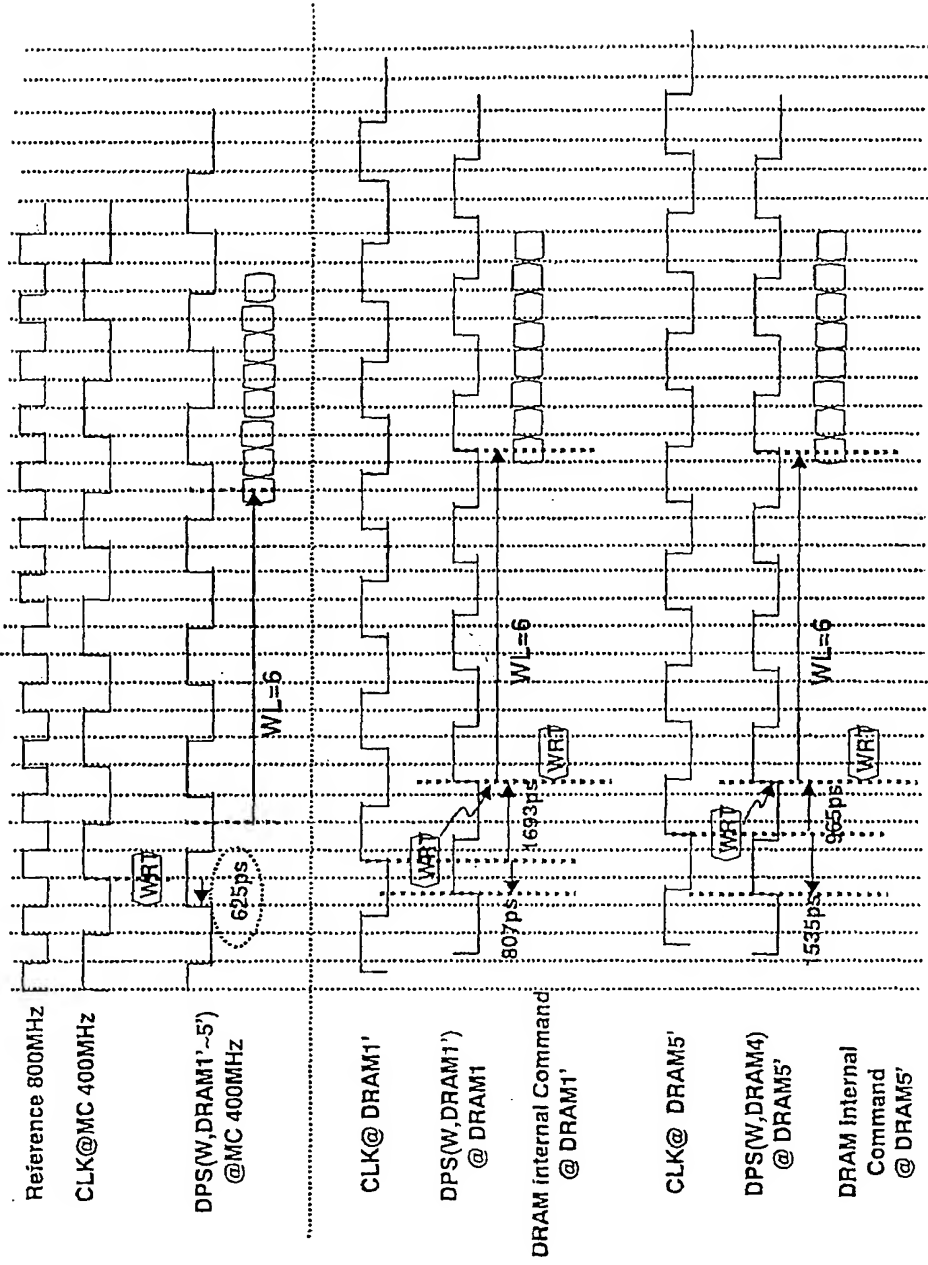 Reference 800MHz
CLK@MC 400MHz
WRT
DPS(W,DRAM1'~5')
@MC 400MHz
625ps
WL=6
CLK@ DRAM1'
WRT
DPS(W,DRAM1')
@ DRAM1
807ps
1693ps
WL=6
DRAM internal Command
@ DRAM1'
WRT
CLK@ DRAM5'
WRT
DPS(W,DRAM4)
@ DRAM5'
1535ps
965ps
WL=6
DRAM Internal
Command
@ DRAM5'
WRT